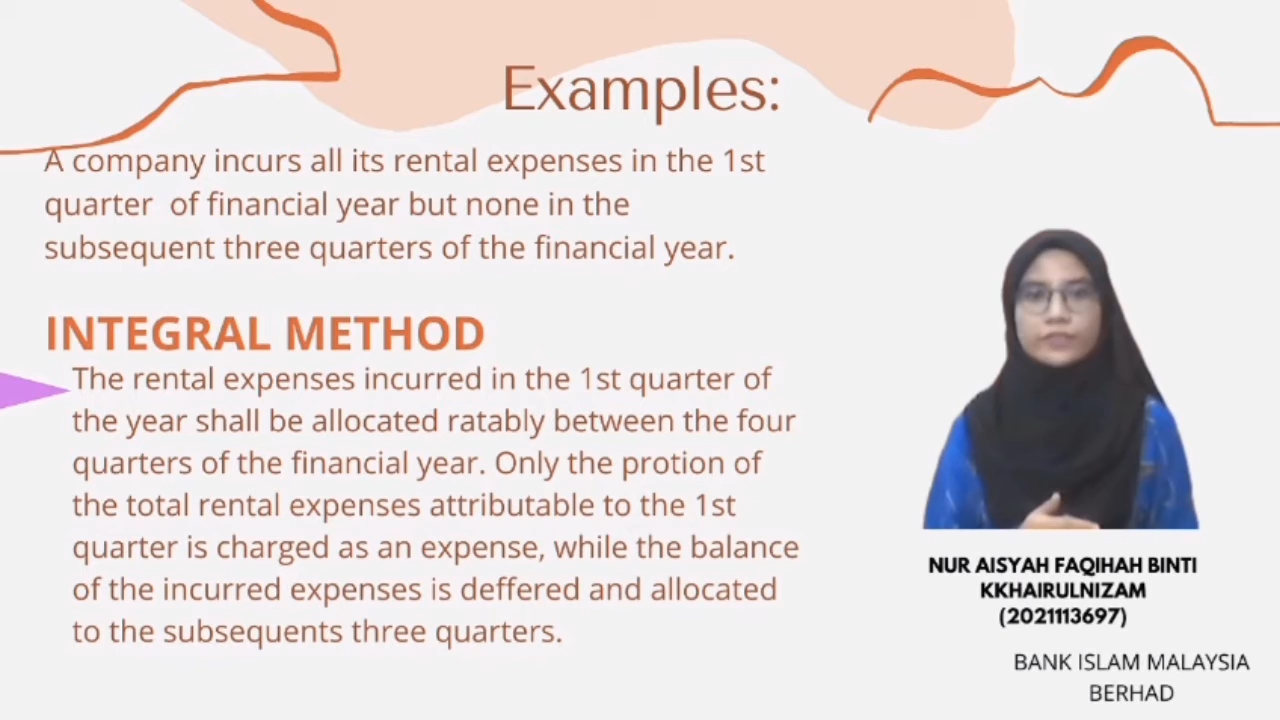 Examples:
A company incurs all its rental expenses in the 1st
quarter of financial year but none in the
subsequent three quarters of the financial year.
INTEGRAL METHOD
The rental expenses incurred in the 1st quarter of
the year shall be allocated ratably between the four
quarters of the financial year. Only the protion of
the total rental expenses attributable to the 1st
quarter is charged as an expense, while the balance
of the incurred expenses is deffered and allocated
to the subsequents three quarters.
NUR AISYAH FAQIHAH BINTI
KKHAIRULNIZAM
(2021113697)
BANK ISLAM MALAYSIA
BERHAD